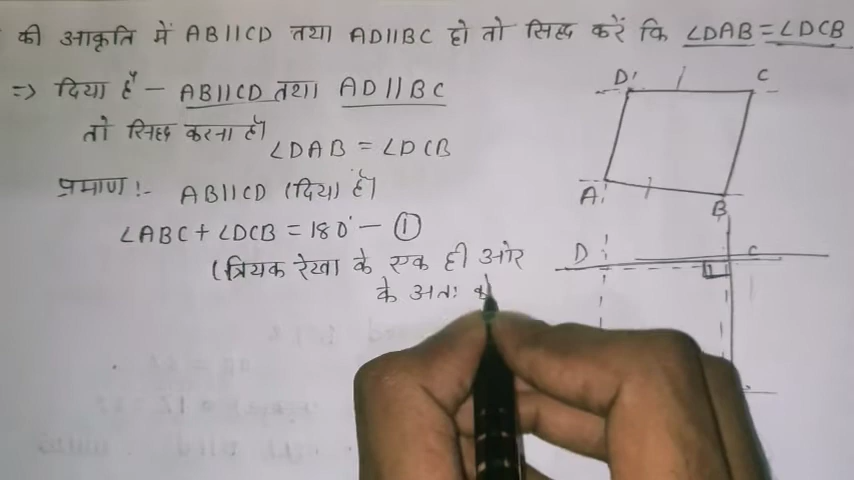 की आकृति में AB||CD तथा AD||BC हो तो सिद्ध करें कि ∠DAB = ∠DCB
=> दिया है - AB||CD तथा AD||BC
तो सिद्ध करना है।
∠DAB = ∠DCB
प्रमाण :- AB||CD (दिया है)
∠ABC + ∠DCB = 180° - ①
(त्रियक रेखा के एक ही ओर
के अतः
D C
A B
D C